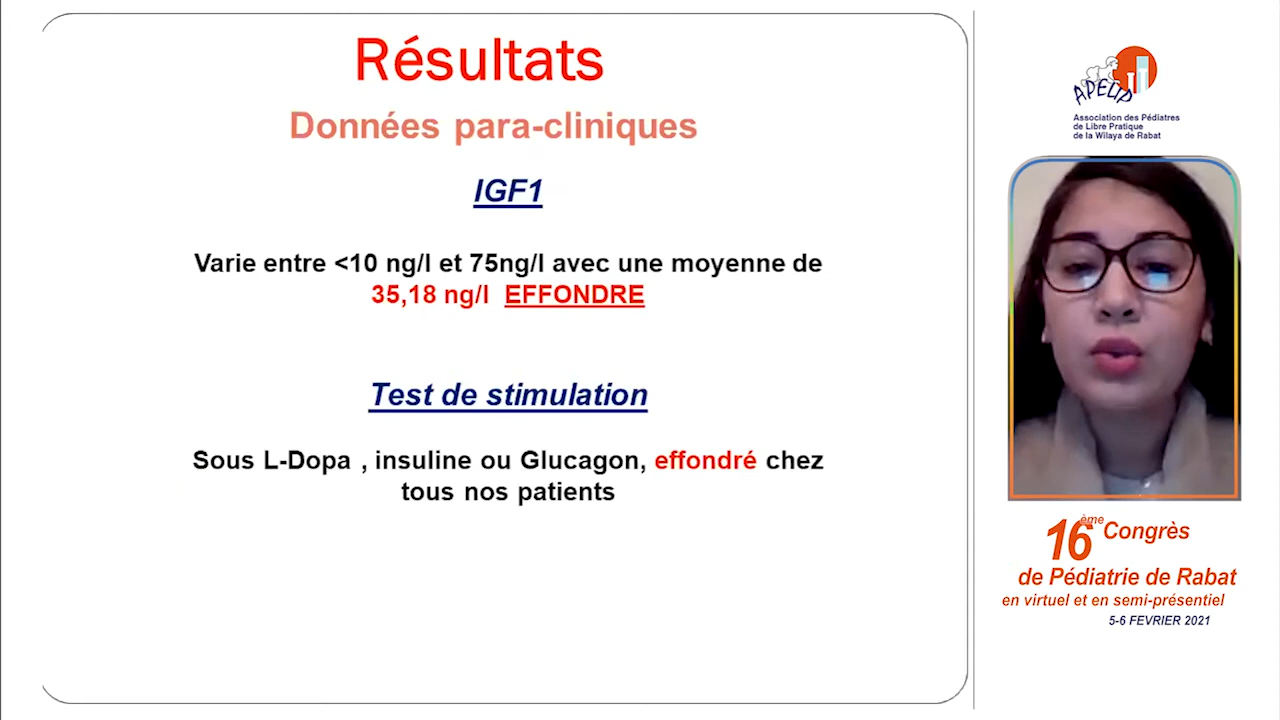 Résultats
Données para-cliniques
IGF1
Varie entre <10 ng/l et 75ng/l avec une moyenne de
35,18 ng/l EFFONDRE
Test de stimulation
Sous L-Dopa , insuline ou Glucagon, effondré chez
tous nos patients
APELIP
Association des Pédiatres
de Libre Pratique
de la Wilaya de Rabat
16ème Congrès
de Pédiatrie de Rabat
en virtuel et en semi-présentiel
5-6 FEVRIER 2021